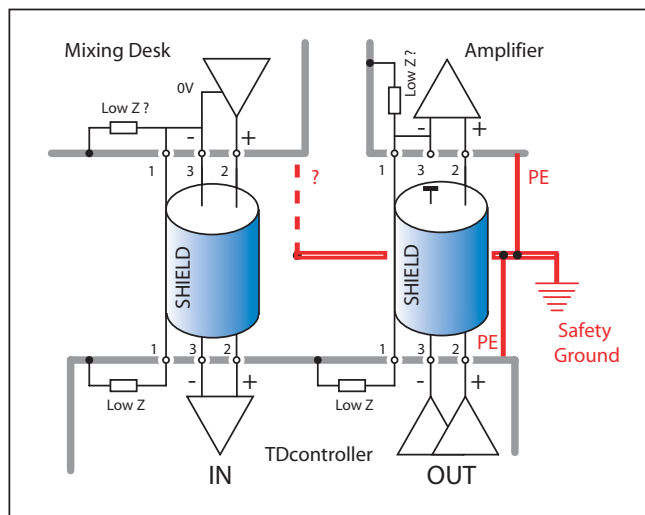 Mixing Desk
Amplifier
0V
Low Z ?
Low Z ?
- +
- +
1 3 2
1 3 2
?
PE
SHIELD
SHIELD
PE
Safety
Ground
1 3 2
1 3 2
- +
- +
Low Z
Low Z
TDcontroller
IN
OUT